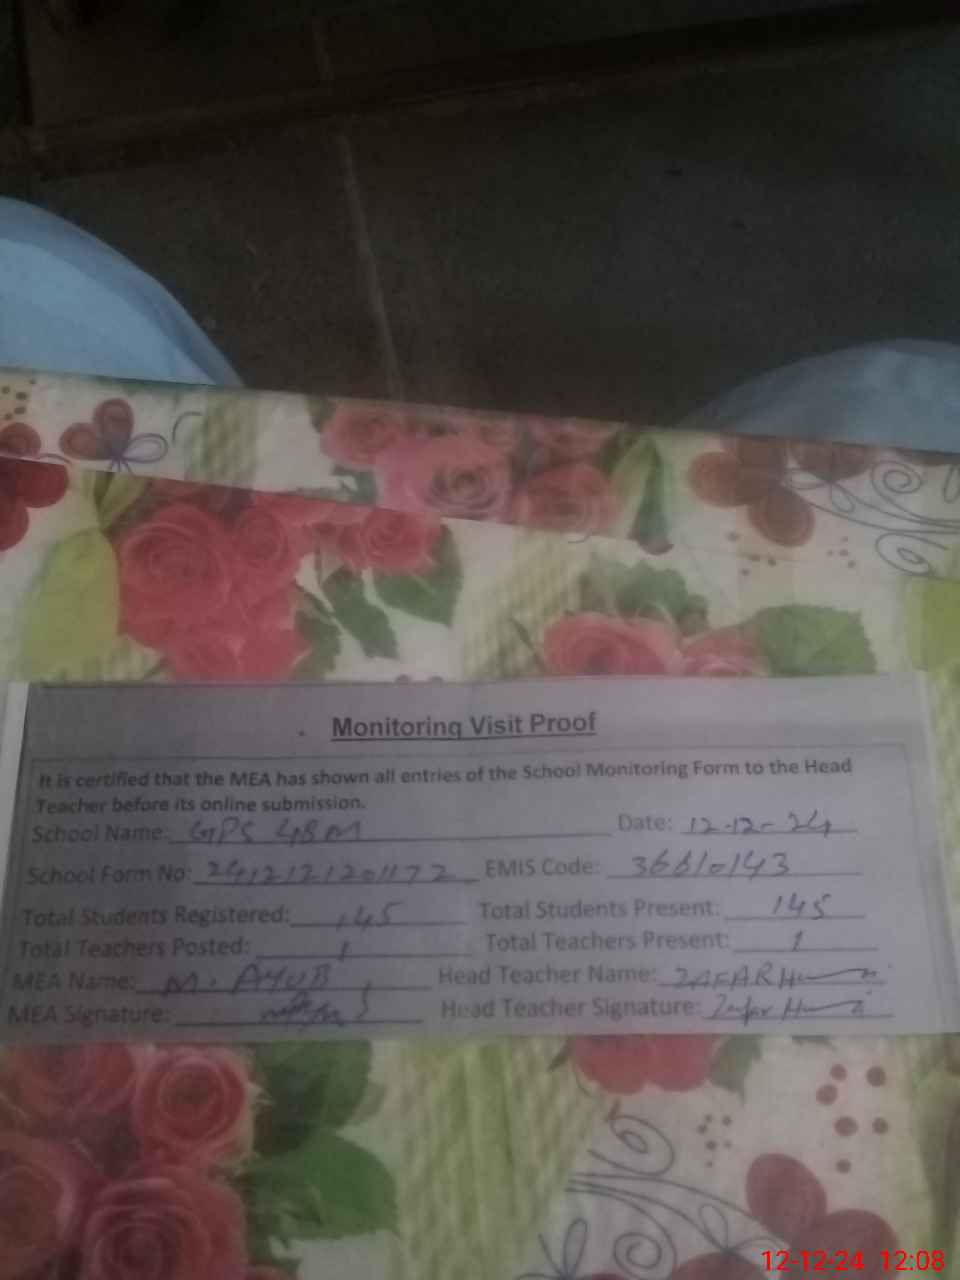 Monitoring Visit Proof
It is certified that the MEA has shown all entries of the School Monitoring Form to the Head
Teacher before its online submission.
School Name: GPS 4BM Date: 12-12-24
School Form No: 2412121201172 EMIS Code: 36610143
Total Students Registered: 145 Total Students Present: 145
Total Teachers Posted: 1 Total Teachers Present: 1
MEA Name: M. AYUB Head Teacher Name: ZAFAR
MEA Signature: Head Teacher Signature: Zafar
12-12-24 12:08